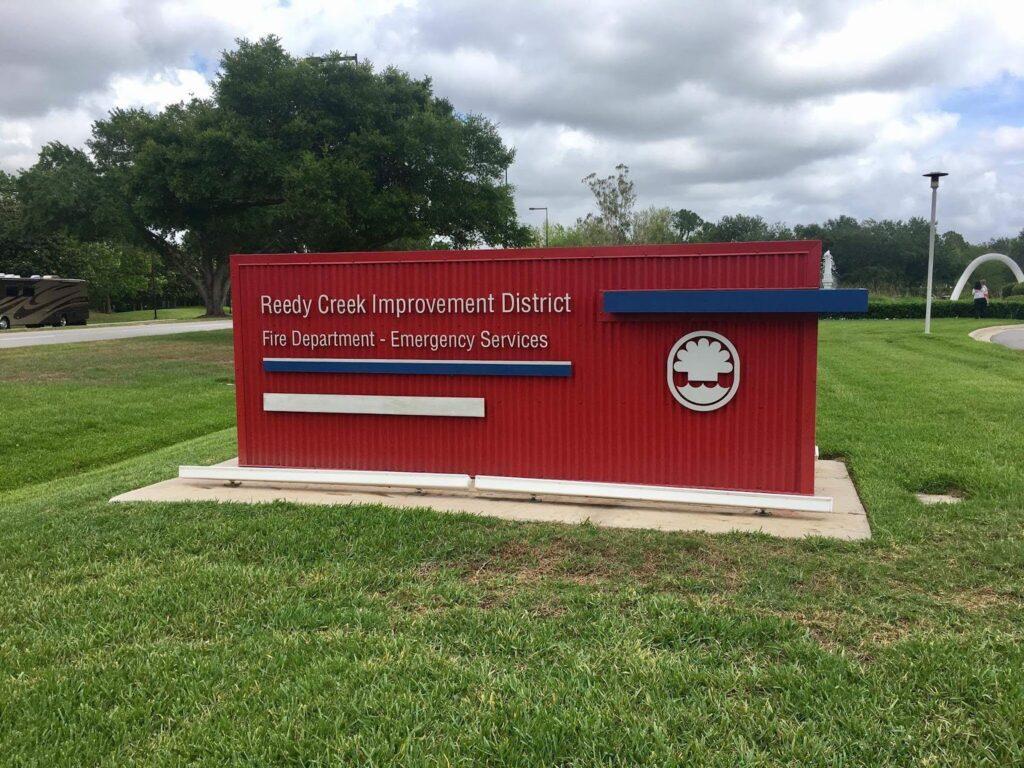 Reedy Creek Improvement District
Fire Department - Emergency Services